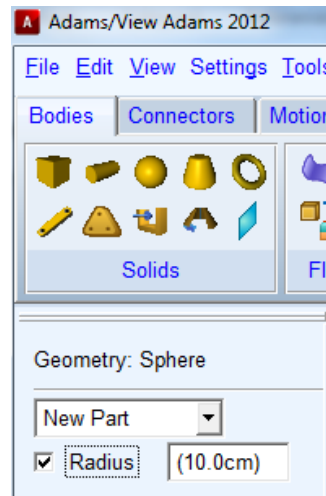 Adams/View Adams 2012
File Edit View Settings Tools
Bodies Connectors Motion
Solids Fl
Geometry: Sphere
New Part
Radius (10.0cm)